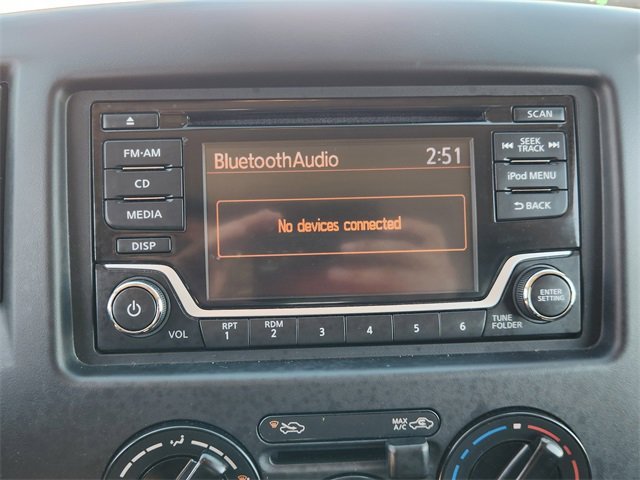 SCAN
FM·AM
CD
MEDIA
DISP
BluetoothAudio 2:51
No devices connected
SEEK
TRACK
iPod MENU
BACK
VOL
RPT
1
RDM
2
3
4
5
6
TUNE
FOLDER
ENTER
SETTING
MAX
A/C